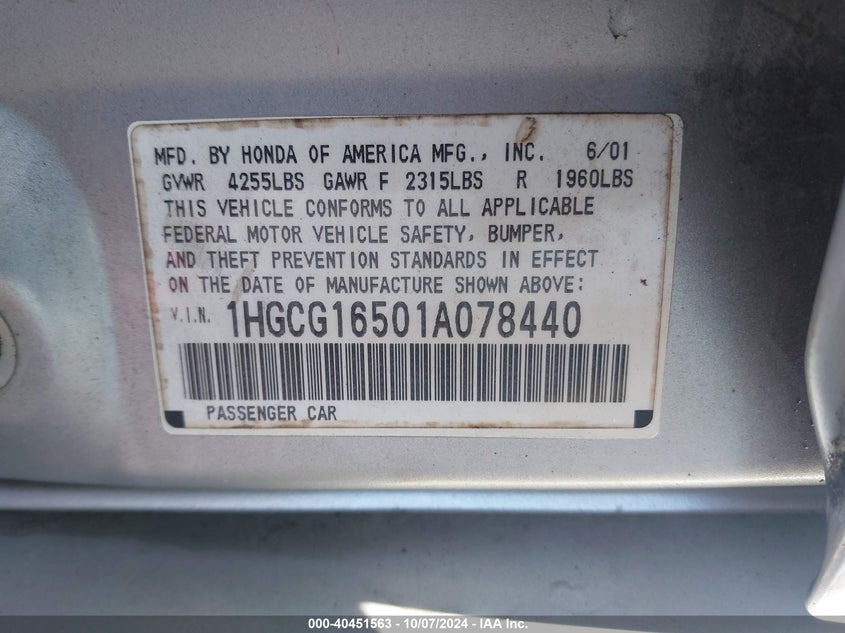 MFD. BY HONDA OF AMERICA MFG., INC. 6/01
GVWR 4255LBS GAWR F 2315LBS R 1960LBS
THIS VEHICLE CONFORMS TO ALL APPLICABLE
FEDERAL MOTOR VEHICLE SAFETY, BUMPER,
AND THEFT PREVENTION STANDARDS IN EFFECT
ON THE DATE OF MANUFACTURE SHOWN ABOVE:
V.I.N. 1HGCG16501A078440
PASSENGER CAR
000-40451563 - 10/07/2024 - IAA Inc.